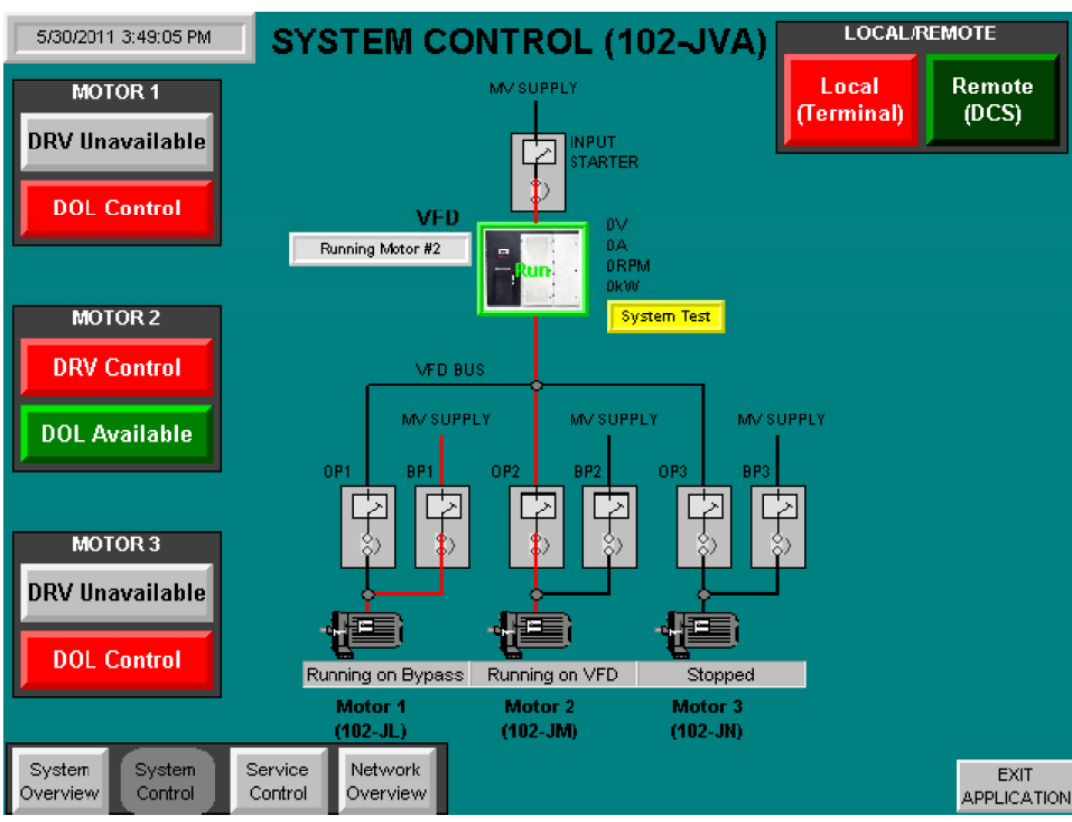 5/30/2011 3:49:05 PM
SYSTEM CONTROL (102-JVA)
LOCAL/REMOTE
Local
(Terminal)
Remote
(DCS)
MOTOR 1
DRV Unavailable
DOL Control
MV SUPPLY
INPUT
STARTER
VFD
Running Motor #2
Run
0V
0A
0RPM
0kW
System Test
MOTOR 2
DRV Control
DOL Available
VFD BUS
MV SUPPLY
MV SUPPLY
MV SUPPLY
OP1
BP1
OP2
BP2
OP3
BP3
MOTOR 3
DRV Unavailable
DOL Control
Running on Bypass
Running on VFD
Stopped
Motor 1
(102-JL)
Motor 2
(102-JM)
Motor 3
(102-JN)
System
Overview
System
Control
Service
Control
Network
Overview
EXIT
APPLICATION